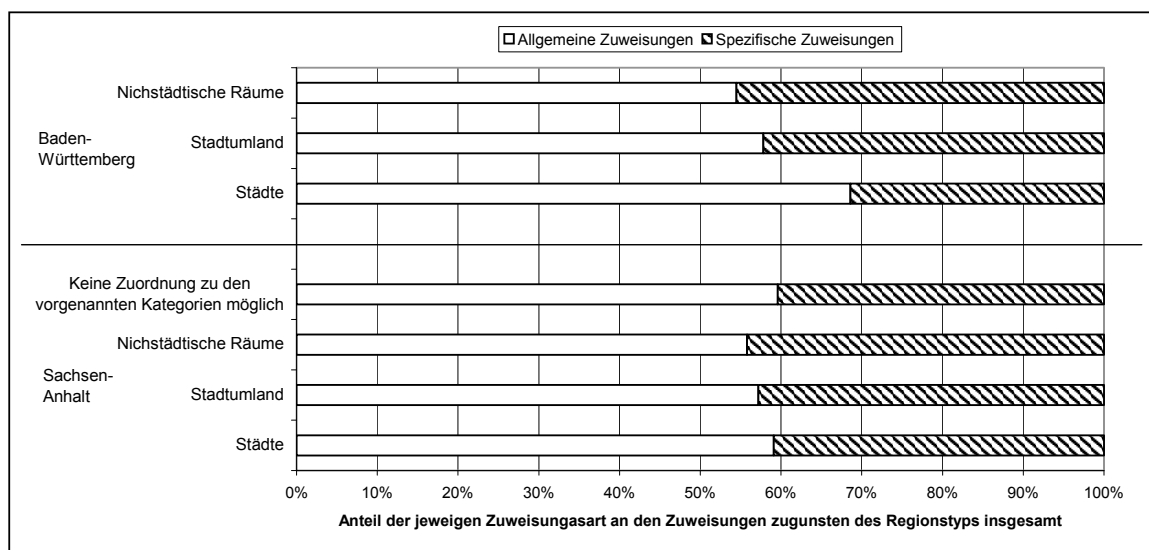 Allgemeine Zuweisungen Spezifische Zuweisungen
Nichstädtische Räume
Baden-
Württemberg
Stadtumland
Städte
Keine Zuordnung zu den
vorgenannten Kategorien möglich
Nichstädtische Räume
Sachsen-
Anhalt
Stadtumland
Städte
0% 10% 20% 30% 40% 50% 60% 70% 80% 90% 100%
Anteil der jeweigen Zuweisungasart an den Zuweisungen zugunsten des Regionstyps insgesamt